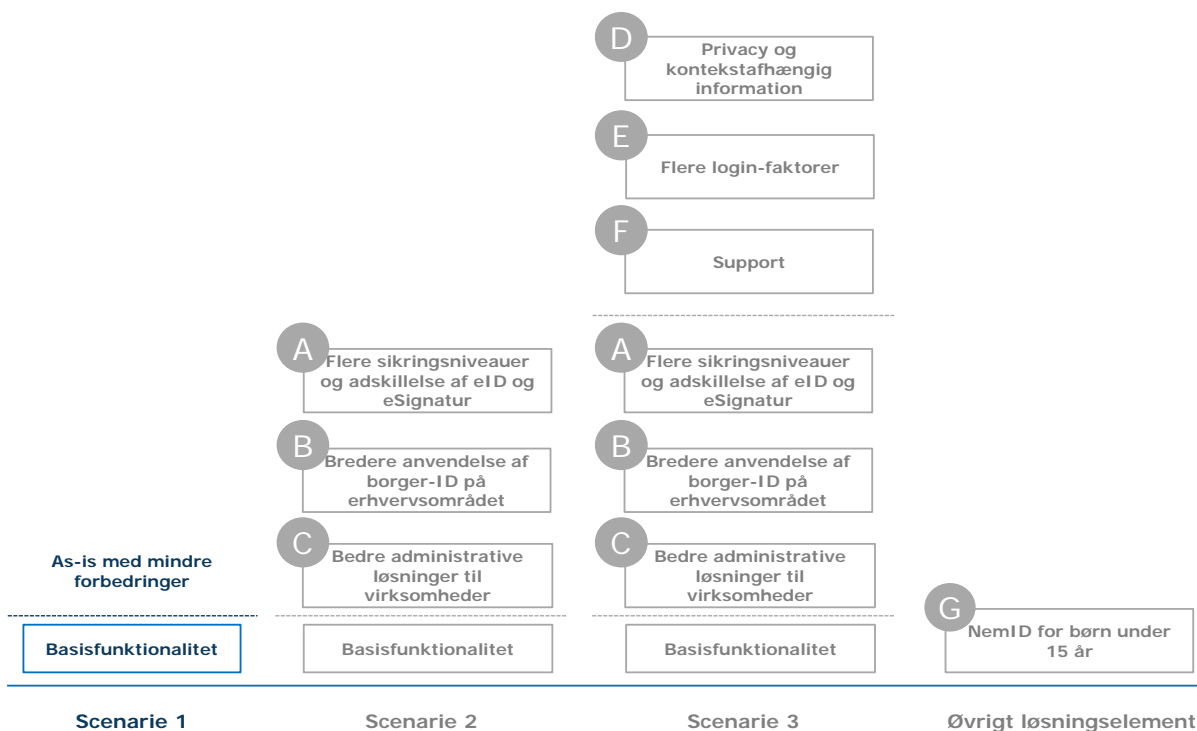 D
Privacy og
kontekstafhængig
information
E
Flere login-faktorer
F
Support
A
Flere sikringsniveauer
og adskillelse af eID og
eSignatur
A
Flere sikringsniveauer
og adskillelse af eID og
eSignatur
B
Bredere anvendelse af
borger-ID på
erhvervsområdet
B
Bredere anvendelse af
borger-ID på
erhvervsområdet
As-is med mindre
forbedringer
C
Bedre administrative
løsninger til
virksomheder
C
Bedre administrative
løsninger til
virksomheder
Basisfunktionalitet
Basisfunktionalitet
Basisfunktionalitet
G
NemID for børn under
15 år
Scenarie 1
Scenarie 2
Scenarie 3
Øvrigt løsningselement